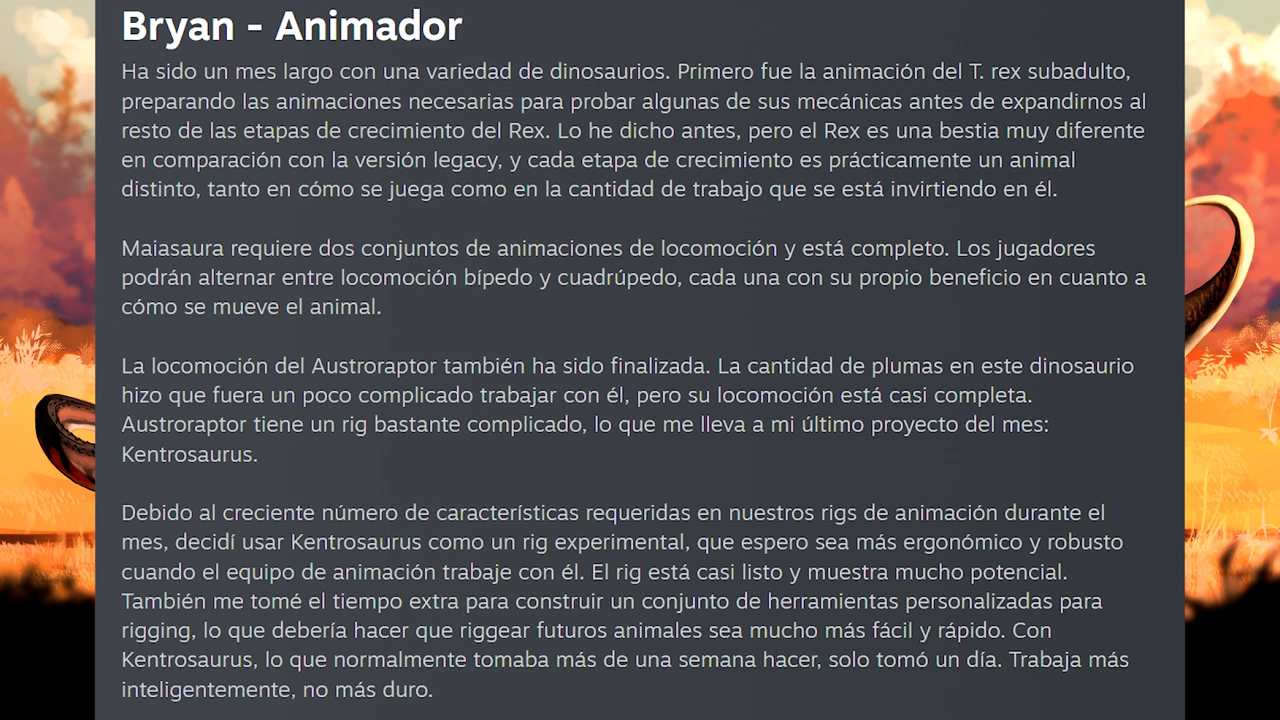 Bryan - Animador
Ha sido un mes largo con una variedad de dinosaurios. Primero fue la animación del T. rex subadulto,
preparando las animaciones necesarias para probar algunas de sus mecánicas antes de expandirnos al
resto de las etapas de crecimiento del Rex. Lo he dicho antes, pero el Rex es una bestia muy diferente
en comparación con la versión legacy, y cada etapa de crecimiento es prácticamente un animal
distinto, tanto en cómo se juega como en la cantidad de trabajo que se está invirtiendo en él.
Maiasaura requiere dos conjuntos de animaciones de locomoción y está completo. Los jugadores
podrán alternar entre locomoción bípedo y cuadrúpedo, cada una con su propio beneficio en cuanto a
cómo se mueve el animal.
La locomoción del Austroraptor también ha sido finalizada. La cantidad de plumas en este dinosaurio
hizo que fuera un poco complicado trabajar con él, pero su locomoción está casi completa.
Austroraptor tiene un rig bastante complicado, lo que me lleva a mi último proyecto del mes:
Kentrosaurus.
Debido al creciente número de características requeridas en nuestros rigs de animación durante el
mes, decidí usar Kentrosaurus como un rig experimental, que espero sea más ergonómico y robusto
cuando el equipo de animación trabaje con él. El rig está casi listo y muestra mucho potencial.
También me tomé el tiempo extra para construir un conjunto de herramientas personalizadas para
rigging, lo que debería hacer que riggear futuros animales sea mucho más fácil y rápido. Con
Kentrosaurus, lo que normalmente tomaba más de una semana hacer, solo tomó un día. Trabaja más
inteligentemente, no más duro.